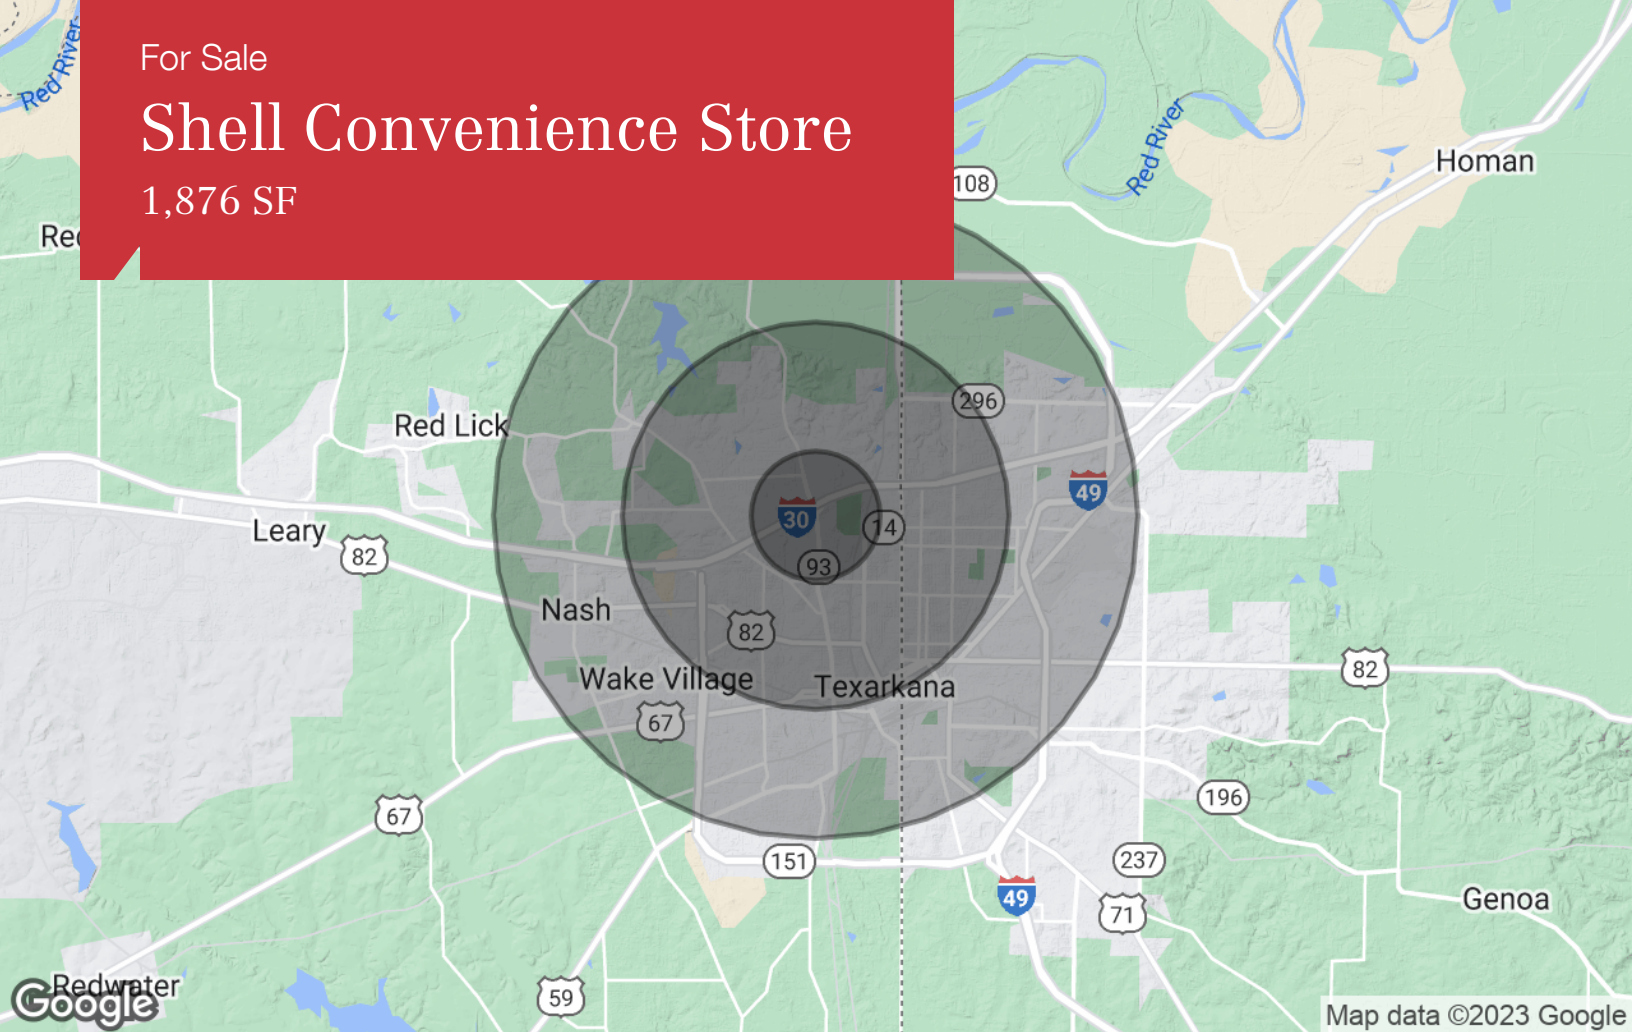 For Sale
Shell Convenience Store
1,876 SF
Red River
Red River
Homan
108
Red Lick
296
49
30
14
93
Leary
82
Nash
82
Wake Village
Texarkana
82
67
67
196
151
237
49
71
Genoa
59
Redwater
Google
Map data ©2023 Google